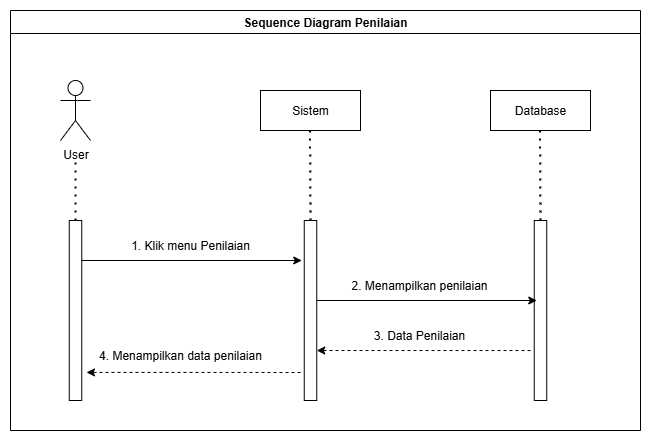 Sequence Diagram Penilaian
User
Sistem
Database
1. Klik menu Penilaian
2. Menampilkan penilaian
3. Data Penilaian
4. Menampilkan data penilaian